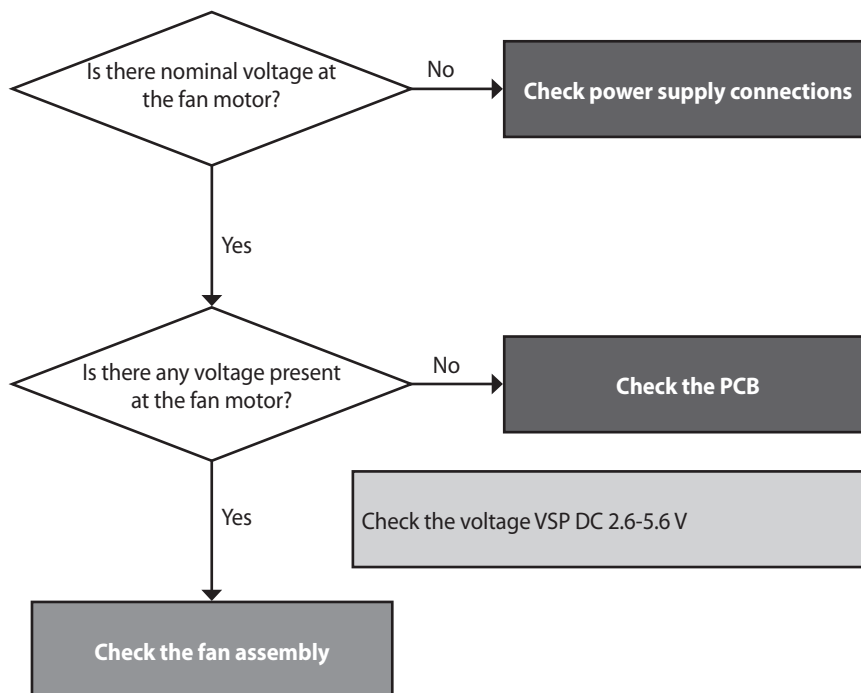 Is there nominal voltage at
the fan motor?
No
Check power supply connections
Yes
Is there any voltage present
at the fan motor?
No
Check the PCB
Yes
Check the voltage VSP DC 2.6-5.6 V
Check the fan assembly